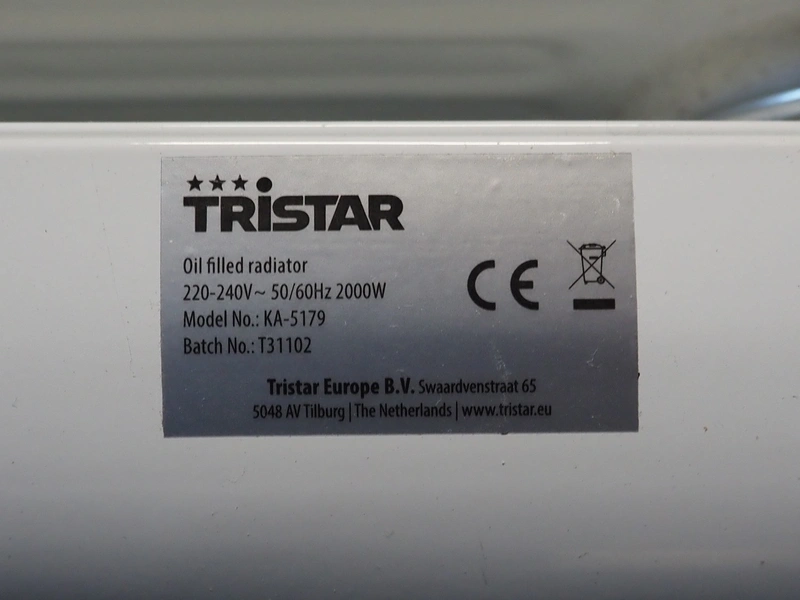 TRISTAR
Oil filled radiator
220-240V~ 50/60Hz 2000W
Model No.: KA-5179
Batch No.: T31102
CE
Tristar Europe B.V. Swaardvenstraat 65
5048 AV Tilburg | The Netherlands | www.tristar.eu